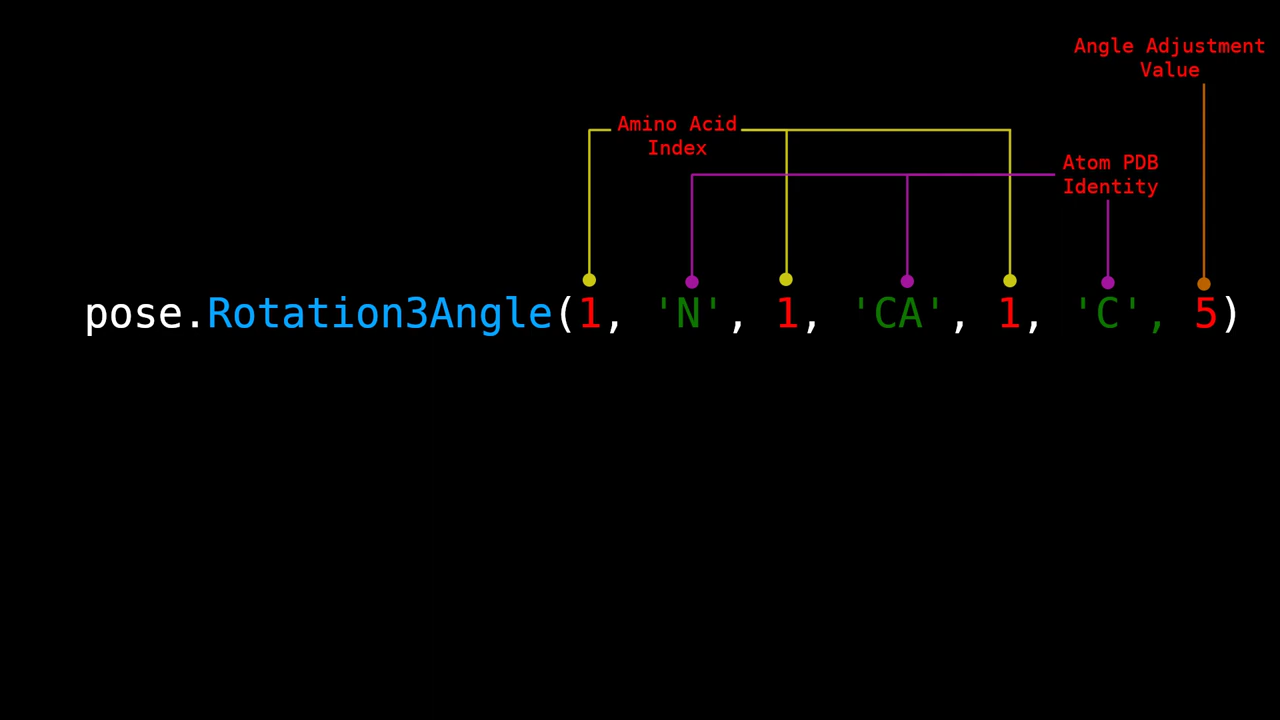 Angle Adjustment
Value
Amino Acid
Index
Atom PDB
Identity
pose.Rotation3Angle(1, 'N', 1, 'CA', 1, 'C', 5)